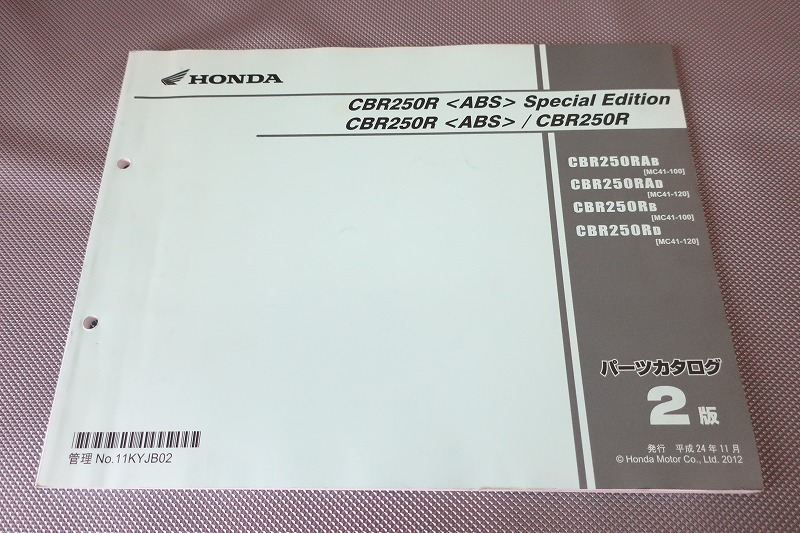 HONDA
CBR250R <ABS> Special Edition
CBR250R <ABS> / CBR250R
CBR250RAB
[MC41-100]
CBR250RAD
[MC41-120]
CBR250RB
[MC41-100]
CBR250RD
[MC41-120]
パーツカタログ
2版
発行 平成24年11月
© Honda Motor Co., Ltd. 2012
管理 No.11KYJB02